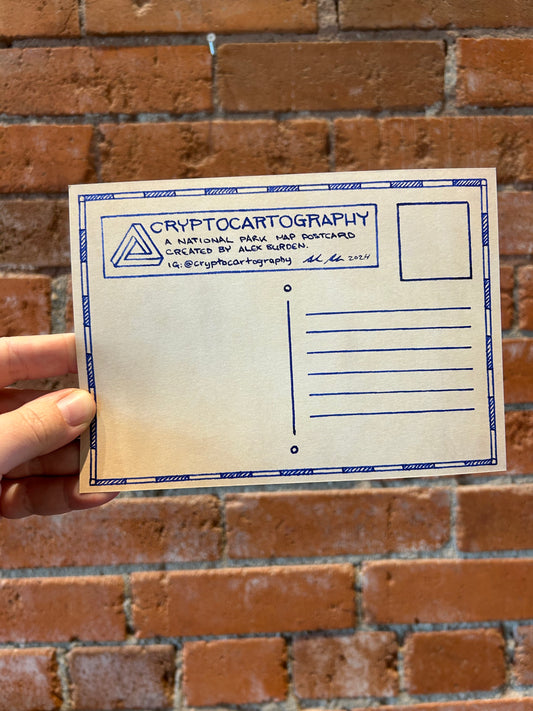 CRYPTOCARTOGRAPHY
A NATIONAL PARK MAP POSTCARD
CREATED BY ALEX BURDEN.
IG: @cryptocartography 2024